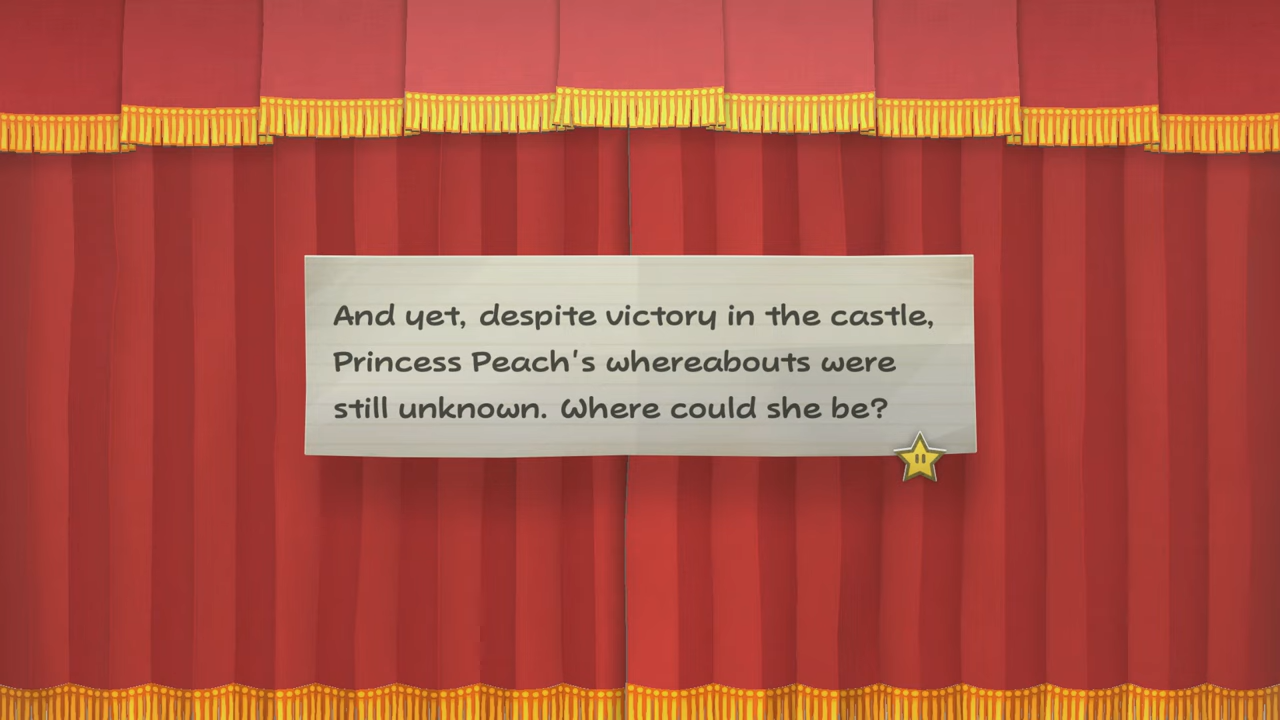 And yet, despite victory in the castle,
Princess Peach's whereabouts were
still unknown. Where could she be?